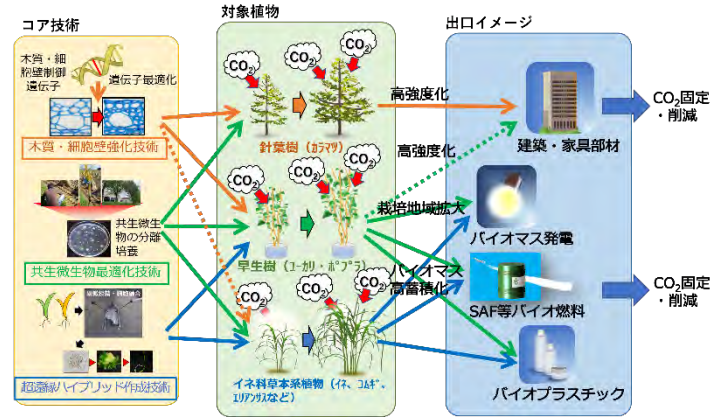 コア技術
木質・細
胞壁制御
遺伝子
遺伝子最適化
木質・細胞壁強化技術
共生微生
物の分離
培養
共生微生物最適化技術
超遠縁ハイブリッド作成技術
対象植物
CO2
CO2
CO2
CO2
針葉樹（カラマツ）
CO2
CO2
CO2
早生樹（ユーカリ・ポプラ）
CO2
CO2
イネ科草本系植物（イネ、コムギ、
エリアンサスなど）
高強度化
高強度化
栽培地域拡大
バイオマス
高蓄積化
出口イメージ
建築・家具部材
バイオマス発電
SAF等バイオ燃料
バイオプラスチック
CO2固定
・削減
CO2固定
・削減